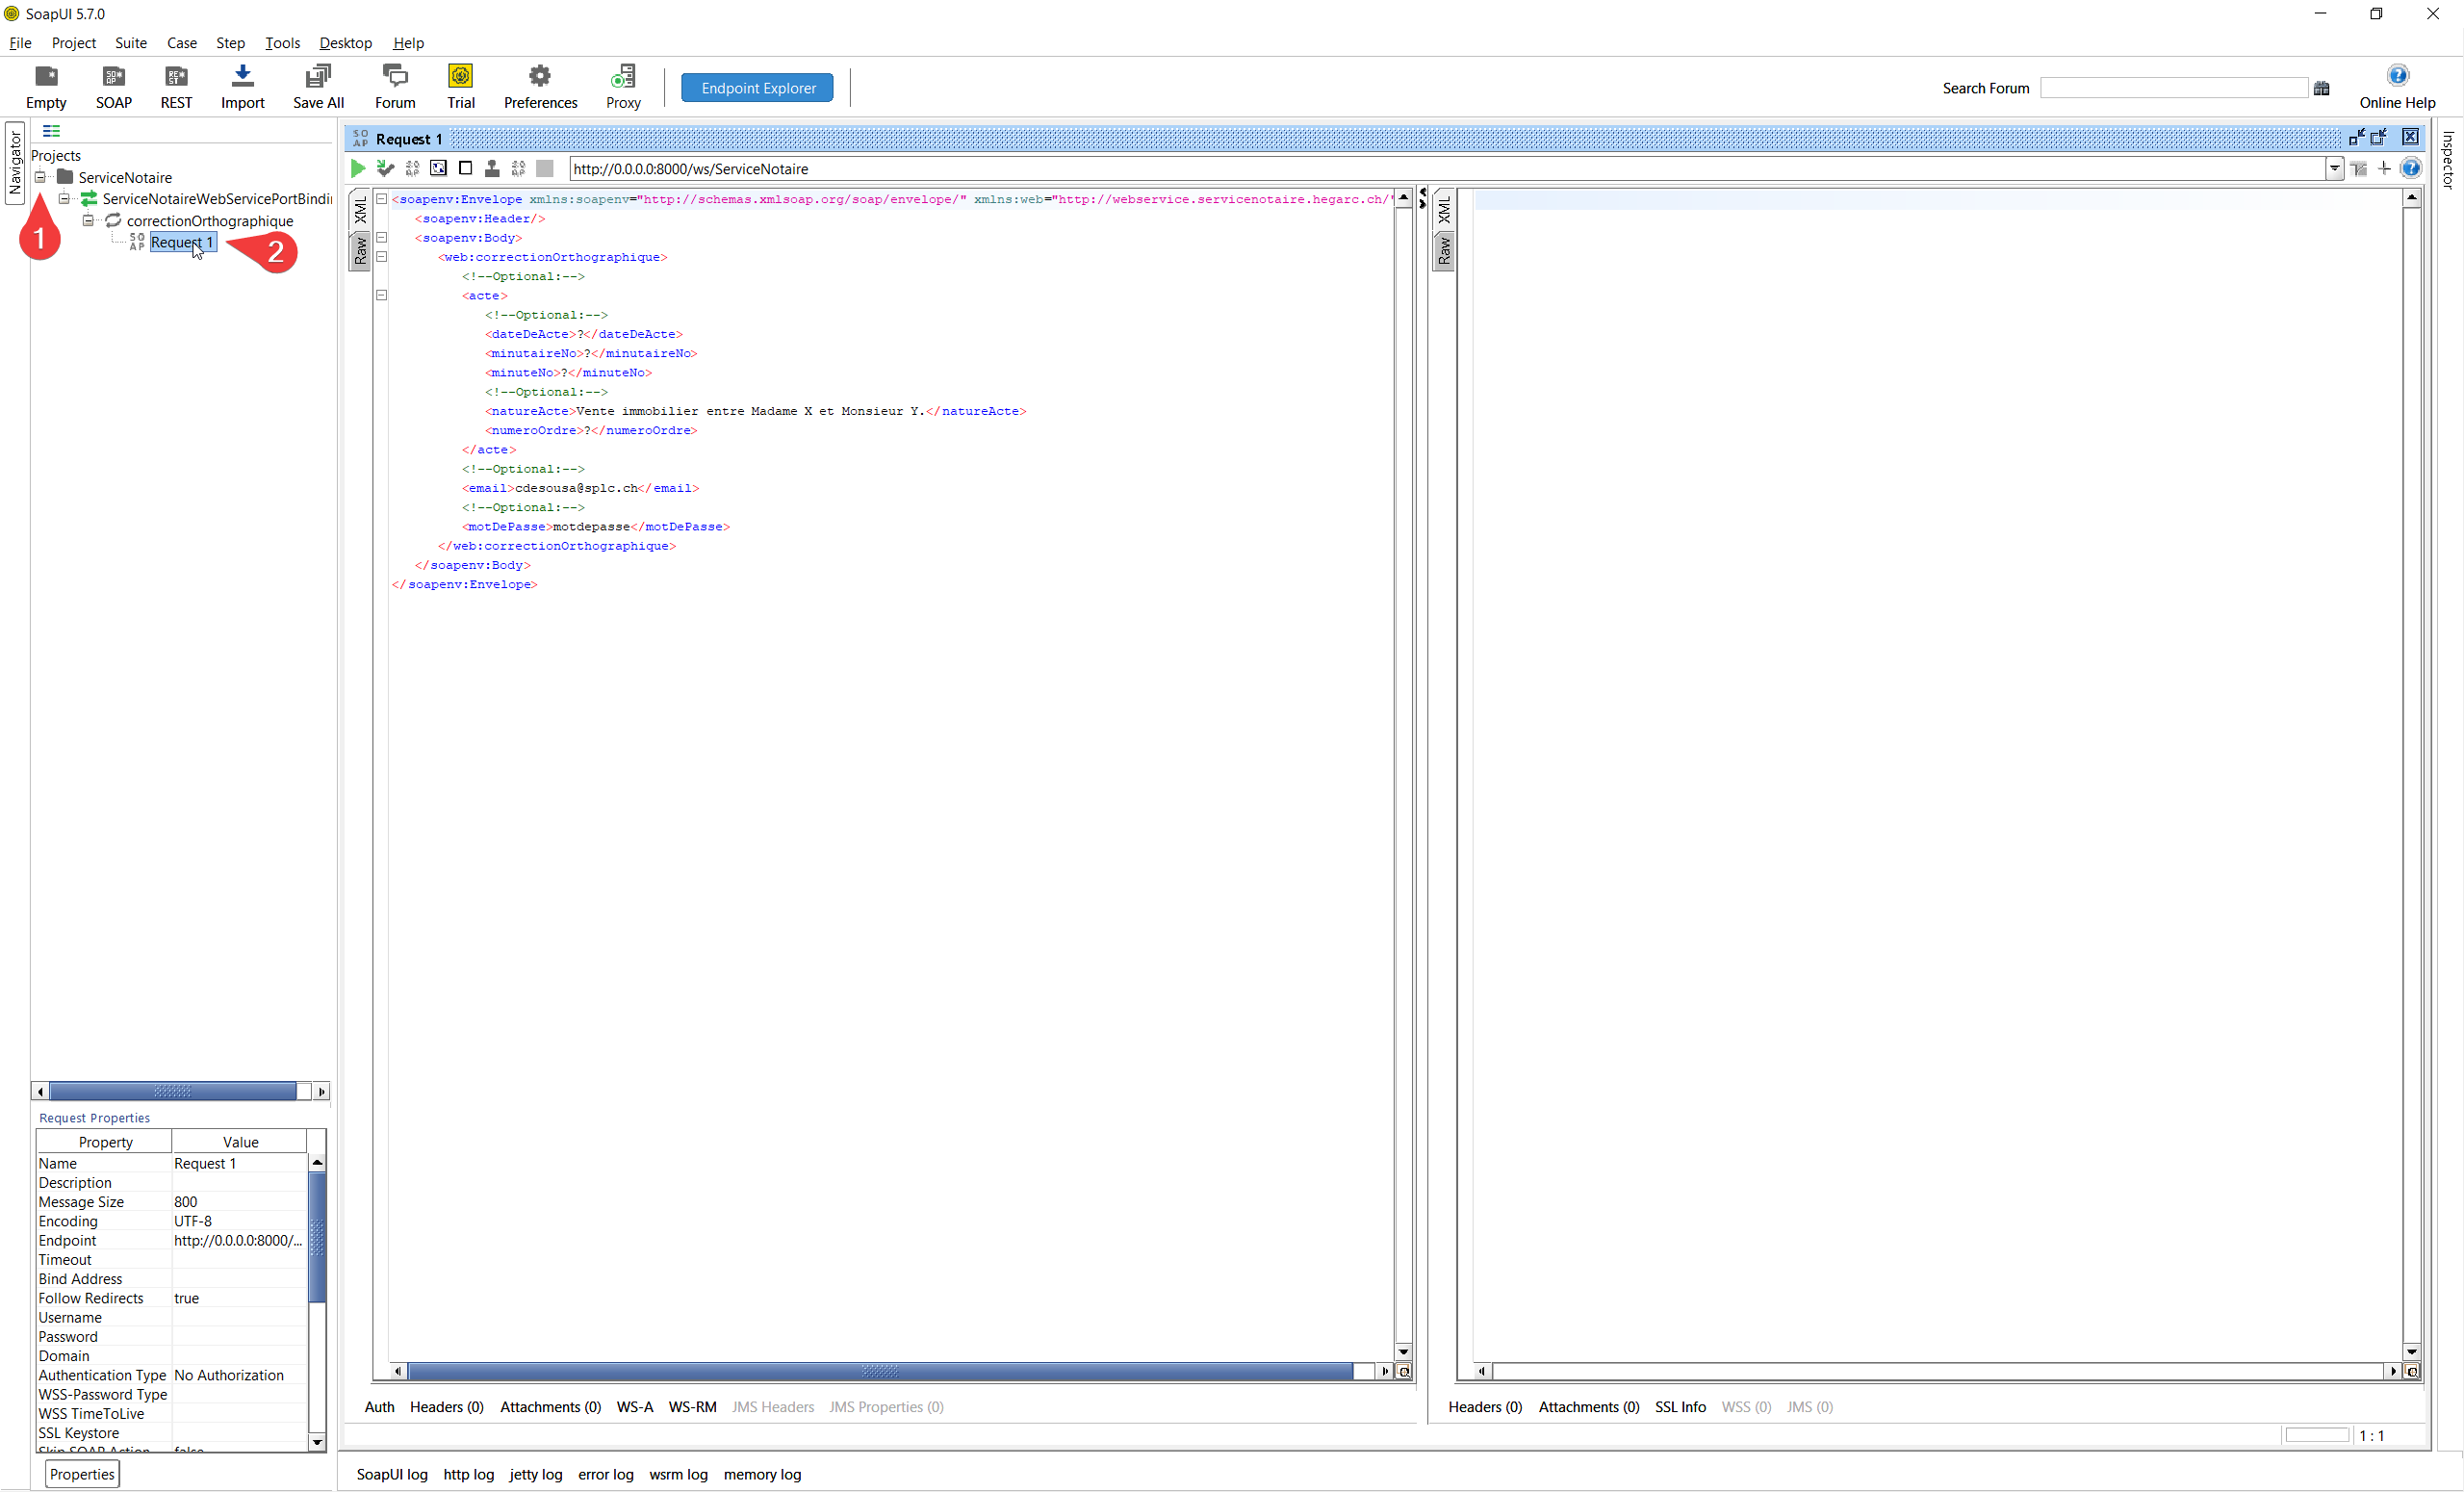 SoapUI 5.7.0
File Project Suite Case Step Tools Desktop Help
Empty SOAP REST Import Save All Forum Trial Preferences Proxy Endpoint Explorer Search Forum Online Help
Navigator
Projects
ServiceNotaire
ServiceNotaireWebServicePortBindi
correctionOrthographique
Request 1
1
2
Request 1
http://0.0.0.0:8000/ws/ServiceNotaire
XML
Raw
<soapenv:Envelope xmlns:soapenv="http://schemas.xmlsoap.org/soap/envelope/" xmlns:web="http://webservice.servicenotaire.hegarc.ch/"
<soapenv:Header/>
<soapenv:Body>
<web:correctionOrthographique>
<!--Optional:-->
<acte>
<!--Optional:-->
<dateDeActe>?</dateDeActe>
<minutaireNo>?</minutaireNo>
<minuteNo>?</minuteNo>
<!--Optional:-->
<natureActe>Vente immobilier entre Madame X et Monsieur Y.</natureActe>
<numeroOrdre>?</numeroOrdre>
</acte>
<!--Optional:-->
<email>cdesousa@splc.ch</email>
<!--Optional:-->
<motDePasse>motdepasse</motDePasse>
</web:correctionOrthographique>
</soapenv:Body>
</soapenv:Envelope>
XML
Raw
Inspector
Request Properties
Property Value
Name Request 1
Description
Message Size 800
Encoding UTF-8
Endpoint http://0.0.0.0:8000/...
Timeout
Bind Address
Follow Redirects true
Username
Password
Domain
Authentication Type No Authorization
WSS-Password Type
WSS TimeToLive
SSL Keystore
Skip SOAP Action false
Properties
Auth Headers (0) Attachments (0) WS-A WS-RM JMS Headers JMS Properties (0)
Headers (0) Attachments (0) SSL Info WSS (0) JMS (0)
1 : 1
SoapUI log http log jetty log error log wsrm log memory log